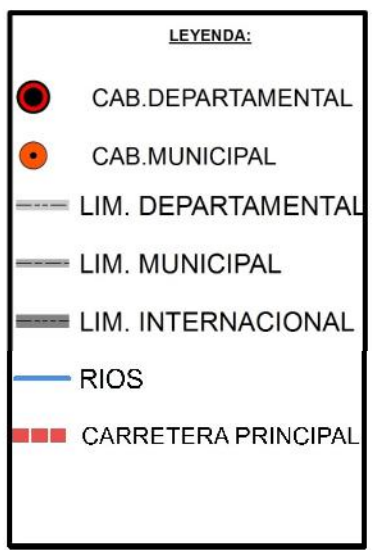 LEYENDA:
CAB.DEPARTAMENTAL
CAB.MUNICIPAL
LIM. DEPARTAMENTAL
LIM. MUNICIPAL
LIM. INTERNACIONAL
RIOS
CARRETERA PRINCIPAL